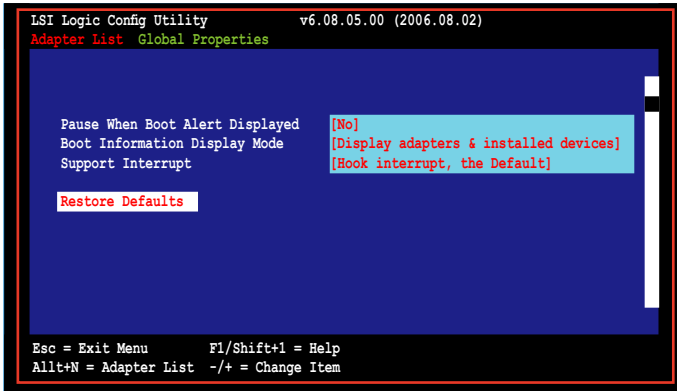 LSI Logic Config Utility v6.08.05.00 (2006.08.02)
Adapter List Global Properties
Pause When Boot Alert Displayed [No]
Boot Information Display Mode [Display adapters & installed devices]
Support Interrupt [Hook interrupt, the Default]
Restore Defaults
Esc = Exit Menu F1/Shift+1 = Help
Allt+N = Adapter List -/+ = Change Item